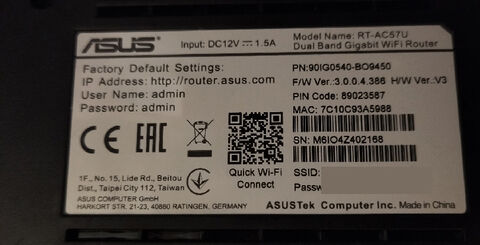 ASUS
Input: DC12V 1.5A
Model Name: RT-AC57U
Dual Band Gigabit WiFi Router
Factory Default Settings:
IP Address: http://router.asus.com
User Name: admin
Password: admin
PN:90IG0540-BO9450
F/W Ver.:3.0.0.4.386 H/W Ver.:V3
PIN Code: 89023587
MAC: 7C10C93A5988
SN: M6IO4Z402168
CE EAC
1F., No. 15, Lide Rd., Beitou
Dist., Taipei City 112, Taiwan
ASUS COMPUTER GmbH
HARKORT STR. 21-23, 40880 RATINGEN, GERMANY
Quick Wi-Fi
Connect
SSID:
Passw
ASUSTek Computer Inc. Made in China